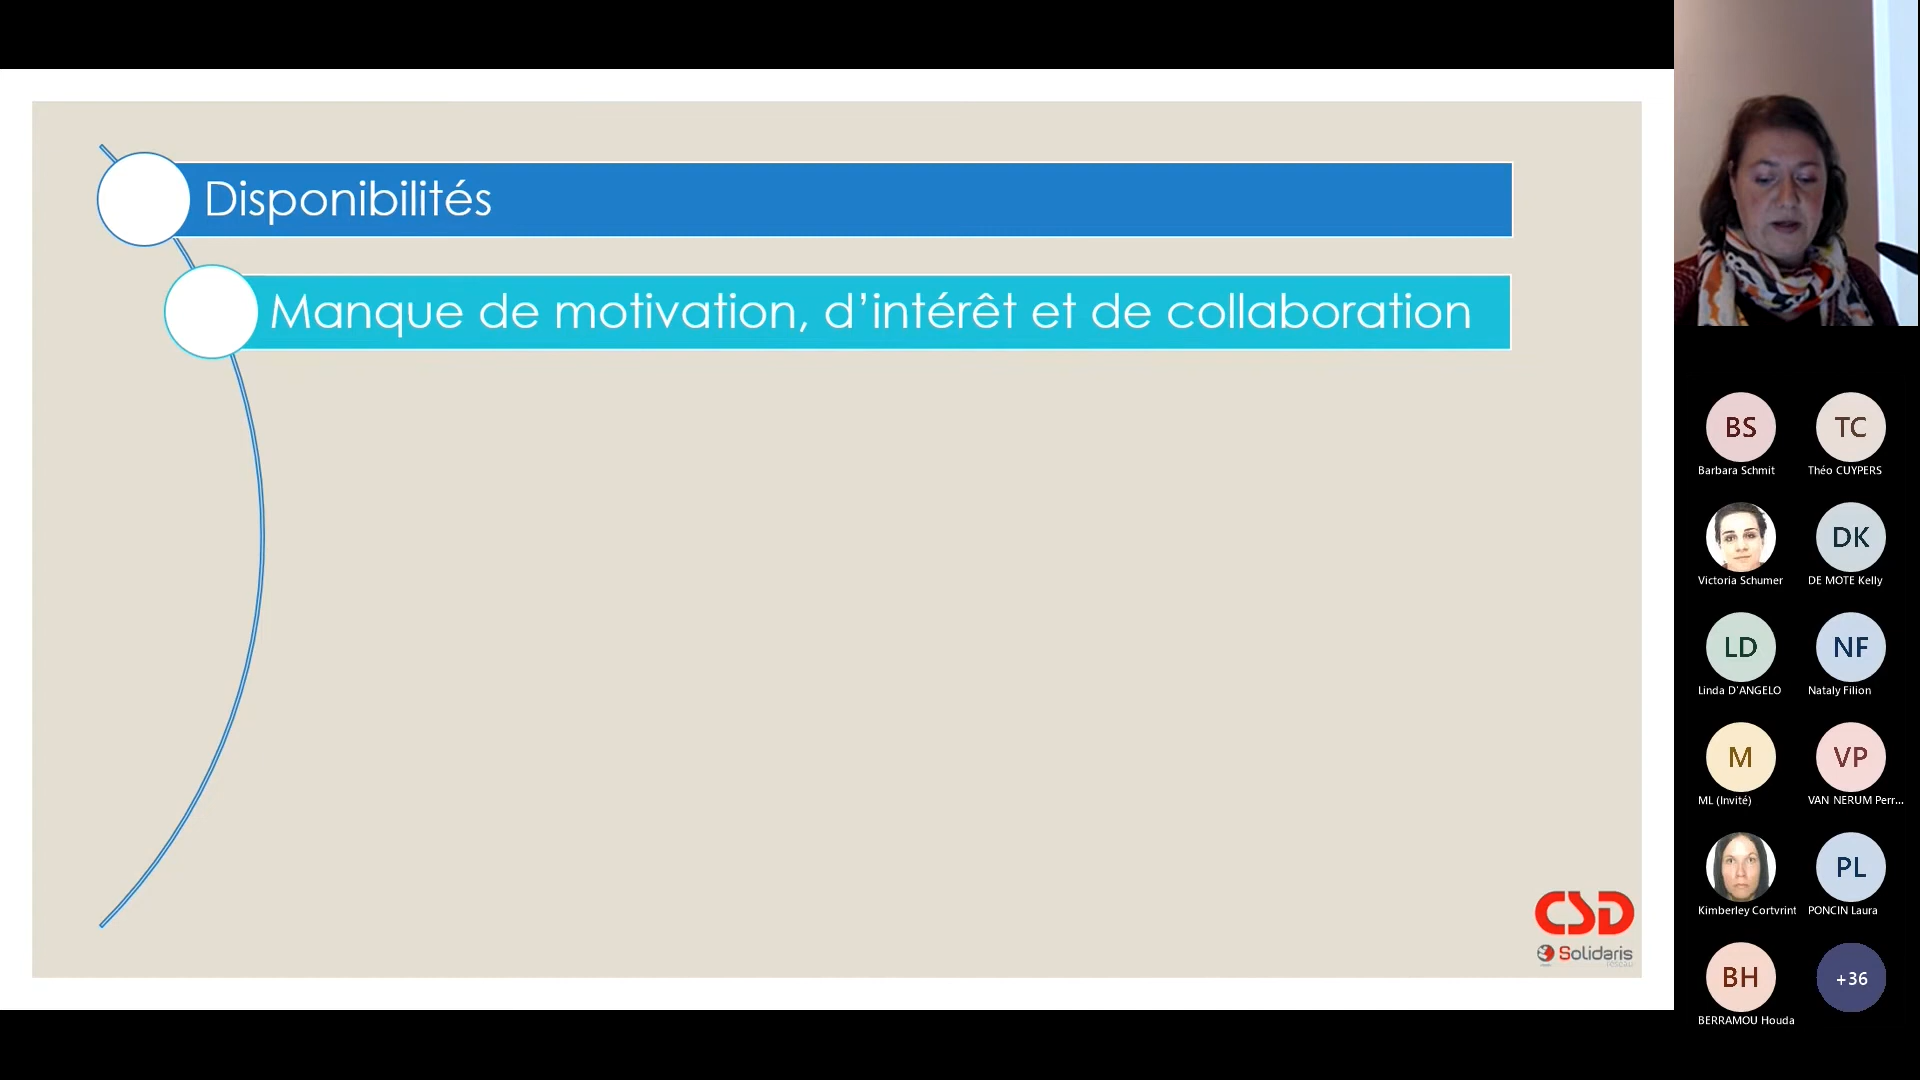 Disponibilités
Manque de motivation, d’intérêt et de collaboration
CSD
Solidaris
réseau
BS
TC
Barbara Schmit
Théo CUYPERS
Victoria Schumer
DK
DE MOTE Kelly
LD
NF
Linda D'ANGELO
Nataly Filion
M
VP
ML (Invité)
VAN NERUM Perr...
Kimberley Cortvrint
PL
PONCIN Laura
BH
+36
BERRAMOU Houda